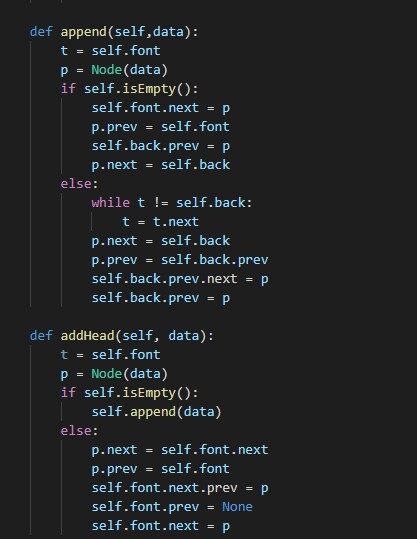 def append(self,data):
    t = self.font
    p = Node(data)
    if self.isEmpty():
        self.font.next = p
        p.prev = self.font
        self.back.prev = p
        p.next = self.back
    else:
        while t != self.back:
            t = t.next
        p.next = self.back
        p.prev = self.back.prev
        self.back.prev.next = p
        self.back.prev = p
def addHead(self, data):
    t = self.font
    p = Node(data)
    if self.isEmpty():
        self.append(data)
    else:
        p.next = self.font.next
        p.prev = self.font
        self.font.next.prev = p
        self.font.prev = None
        self.font.next = p